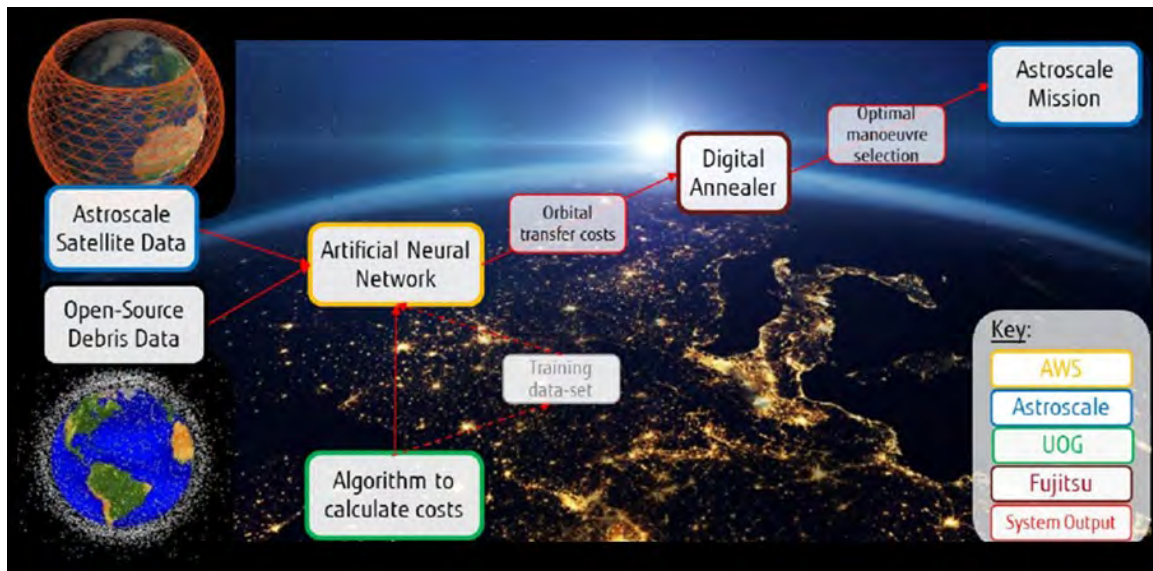 Astroscale
Mission
Optimal
manoeuvre
selection
Digital
Annealer
Astroscale
Satellite Data
Orbital
transfer costs
Artificial Neural
Network
Open-Source
Debris Data
Training
data-set
Algorithm to
calculate costs
Key:
AWS
Astroscale
UOG
Fujitsu
System Output